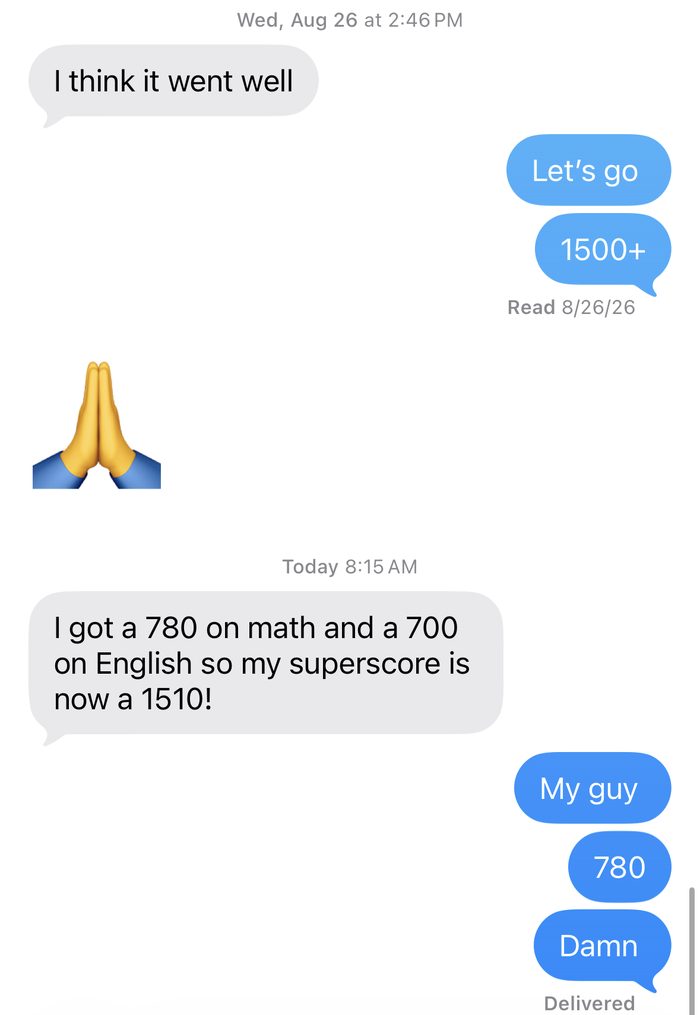 Wed, Aug 26 at 2:46 PM
I think it went well
Let’s go
1500+
Read 8/26/26
Today 8:15 AM
I got a 780 on math and a 700
on English so my superscore is
now a 1510!
My guy
780
Damn
Delivered